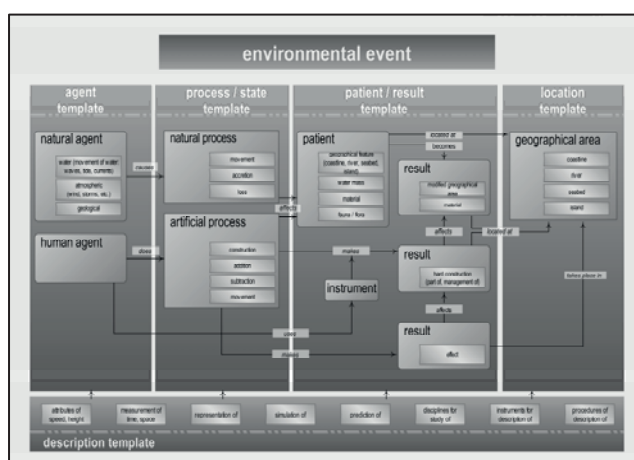 environmental event
agent
template
process / state
template
patient / result
template
location
template
natural agent
water (movement of water:
waves, tide, currents)
atmospheric
(wind, storms, etc.)
geological
human agent
causes
does
natural process
movement
accretion
loss
artificial process
construction
addition
subtraction
movement
affects
patient
geographical feature
(coastline, river, seabed,
island)
water mass
material
fauna / flora
located at
becomes
result
modified geographical
area
material
affects
located at
makes
result
hard construction
(part of, management of)
instrument
affects
uses
makes
result
effect
geographical area
coastline
river
seabed
island
takes place in
attributes of
speed, height
measurement of
time, space
representation of
simulation of
prediction of
disciplines for
study of
instruments for
description of
procedures of
description of
description template